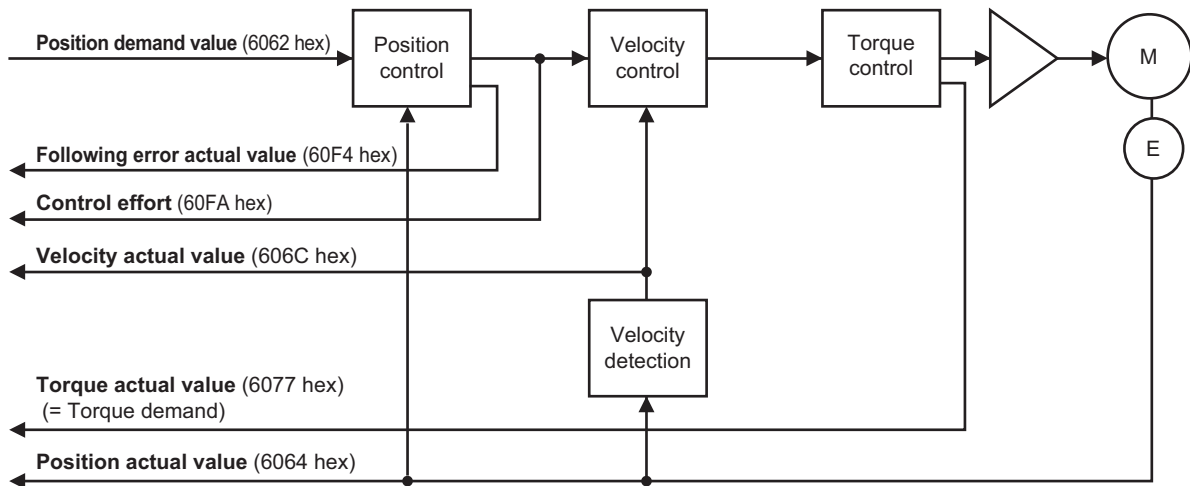 Position demand value (6062 hex)
Position
control
Velocity
control
Torque
control
M
E
Following error actual value (60F4 hex)
Control effort (60FA hex)
Velocity actual value (606C hex)
Velocity
detection
Torque actual value (6077 hex)
(= Torque demand)
Position actual value (6064 hex)